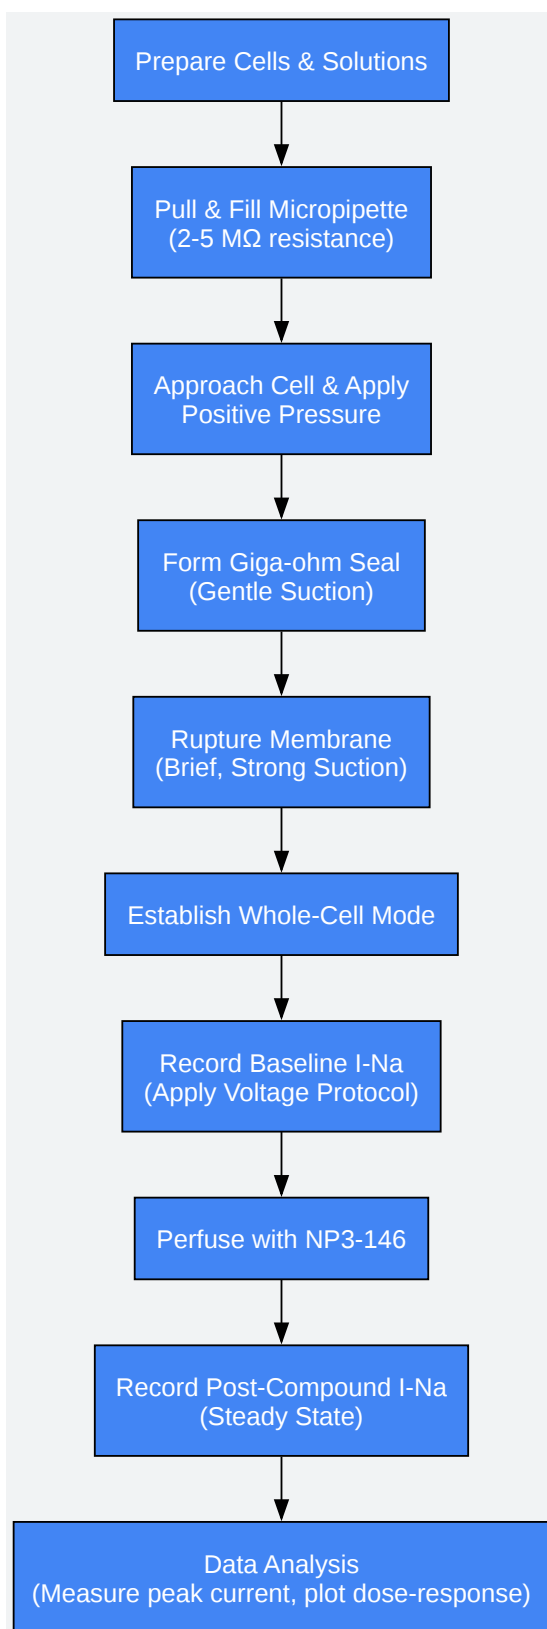 Prepare Cells & Solutions
Pull & Fill Micropipette
(2-5 MΩ resistance)
Approach Cell & Apply
Positive Pressure
Form Giga-ohm Seal
(Gentle Suction)
Rupture Membrane
(Brief, Strong Suction)
Establish Whole-Cell Mode
Record Baseline I-Na
(Apply Voltage Protocol)
Perfuse with NP3-146
Record Post-Compound I-Na
(Steady State)
Data Analysis
(Measure peak current, plot dose-response)